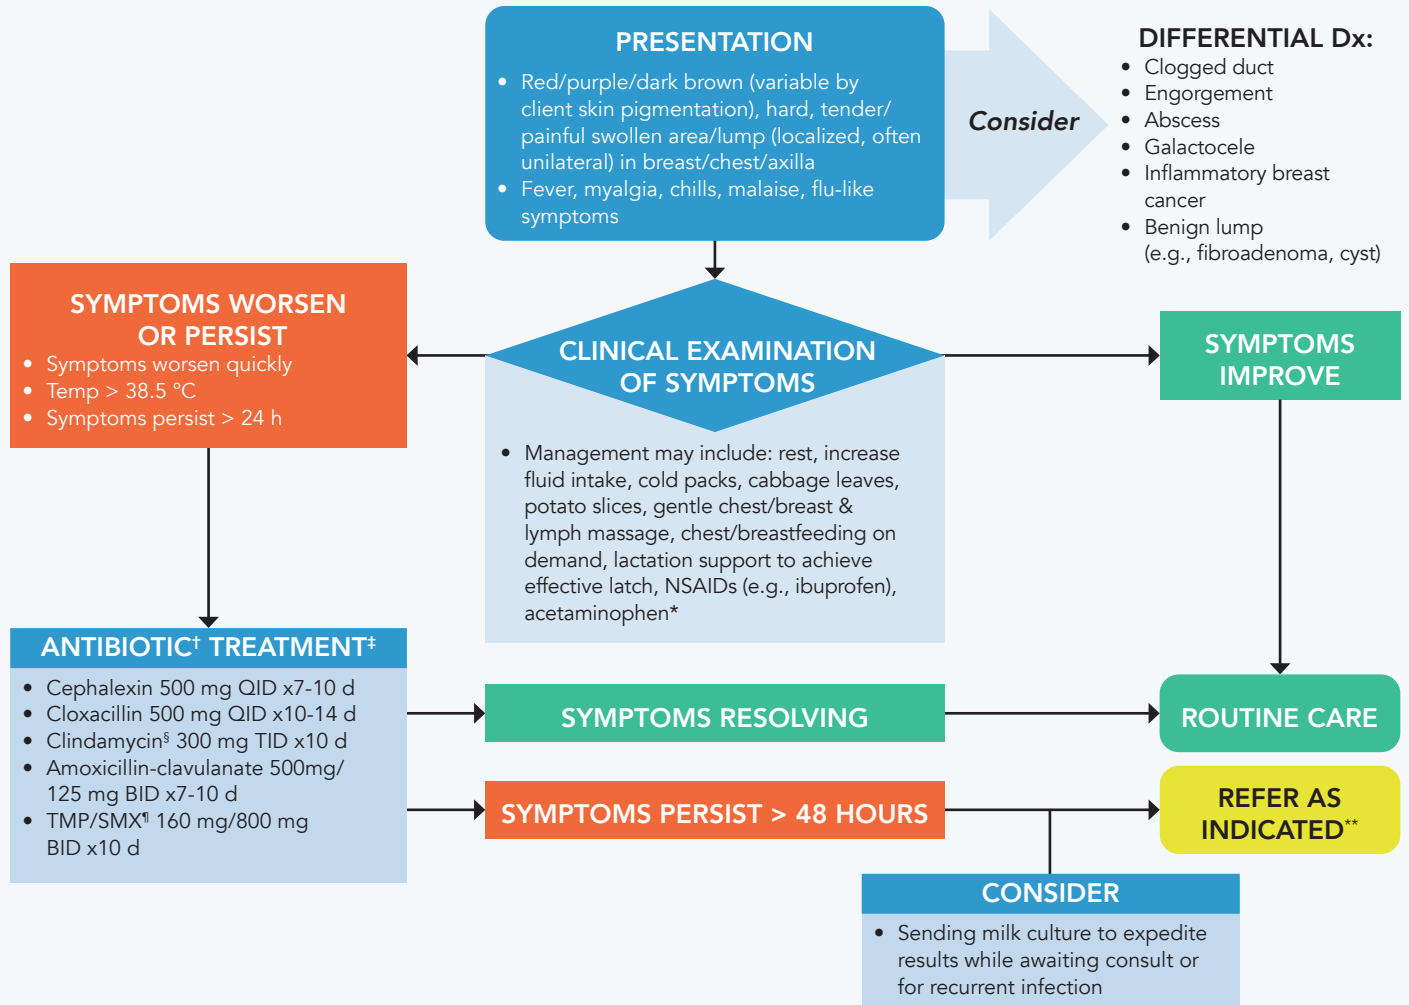 PRESENTATION
• Red/purple/dark brown (variable by
client skin pigmentation), hard, tender/
painful swollen area/lump (localized, often
unilateral) in breast/chest/axilla
• Fever, myalgia, chills, malaise, flu-like
symptoms
Consider
DIFFERENTIAL Dx:
• Clogged duct
• Engorgement
• Abscess
• Galactocele
• Inflammatory breast
cancer
• Benign lump
(e.g., fibroadenoma, cyst)
SYMPTOMS WORSEN
OR PERSIST
• Symptoms worsen quickly
• Temp > 38.5 °C
• Symptoms persist > 24 h
CLINICAL EXAMINATION
OF SYMPTOMS
• Management may include: rest, increase
fluid intake, cold packs, cabbage leaves,
potato slices, gentle chest/breast &
lymph massage, chest/breastfeeding on
demand, lactation support to achieve
effective latch, NSAIDs (e.g., ibuprofen),
acetaminophen*
SYMPTOMS
IMPROVE
ANTIBIOTIC† TREATMENT‡
• Cephalexin 500 mg QID x7-10 d
• Cloxacillin 500 mg QID x10-14 d
• Clindamycin§ 300 mg TID x10 d
• Amoxicillin-clavulanate 500mg/
125 mg BID x7-10 d
• TMP/SMX¶ 160 mg/800 mg
BID x10 d
SYMPTOMS RESOLVING
ROUTINE CARE
SYMPTOMS PERSIST > 48 HOURS
REFER AS
INDICATED**
CONSIDER
• Sending milk culture to expedite
results while awaiting consult or
for recurrent infection